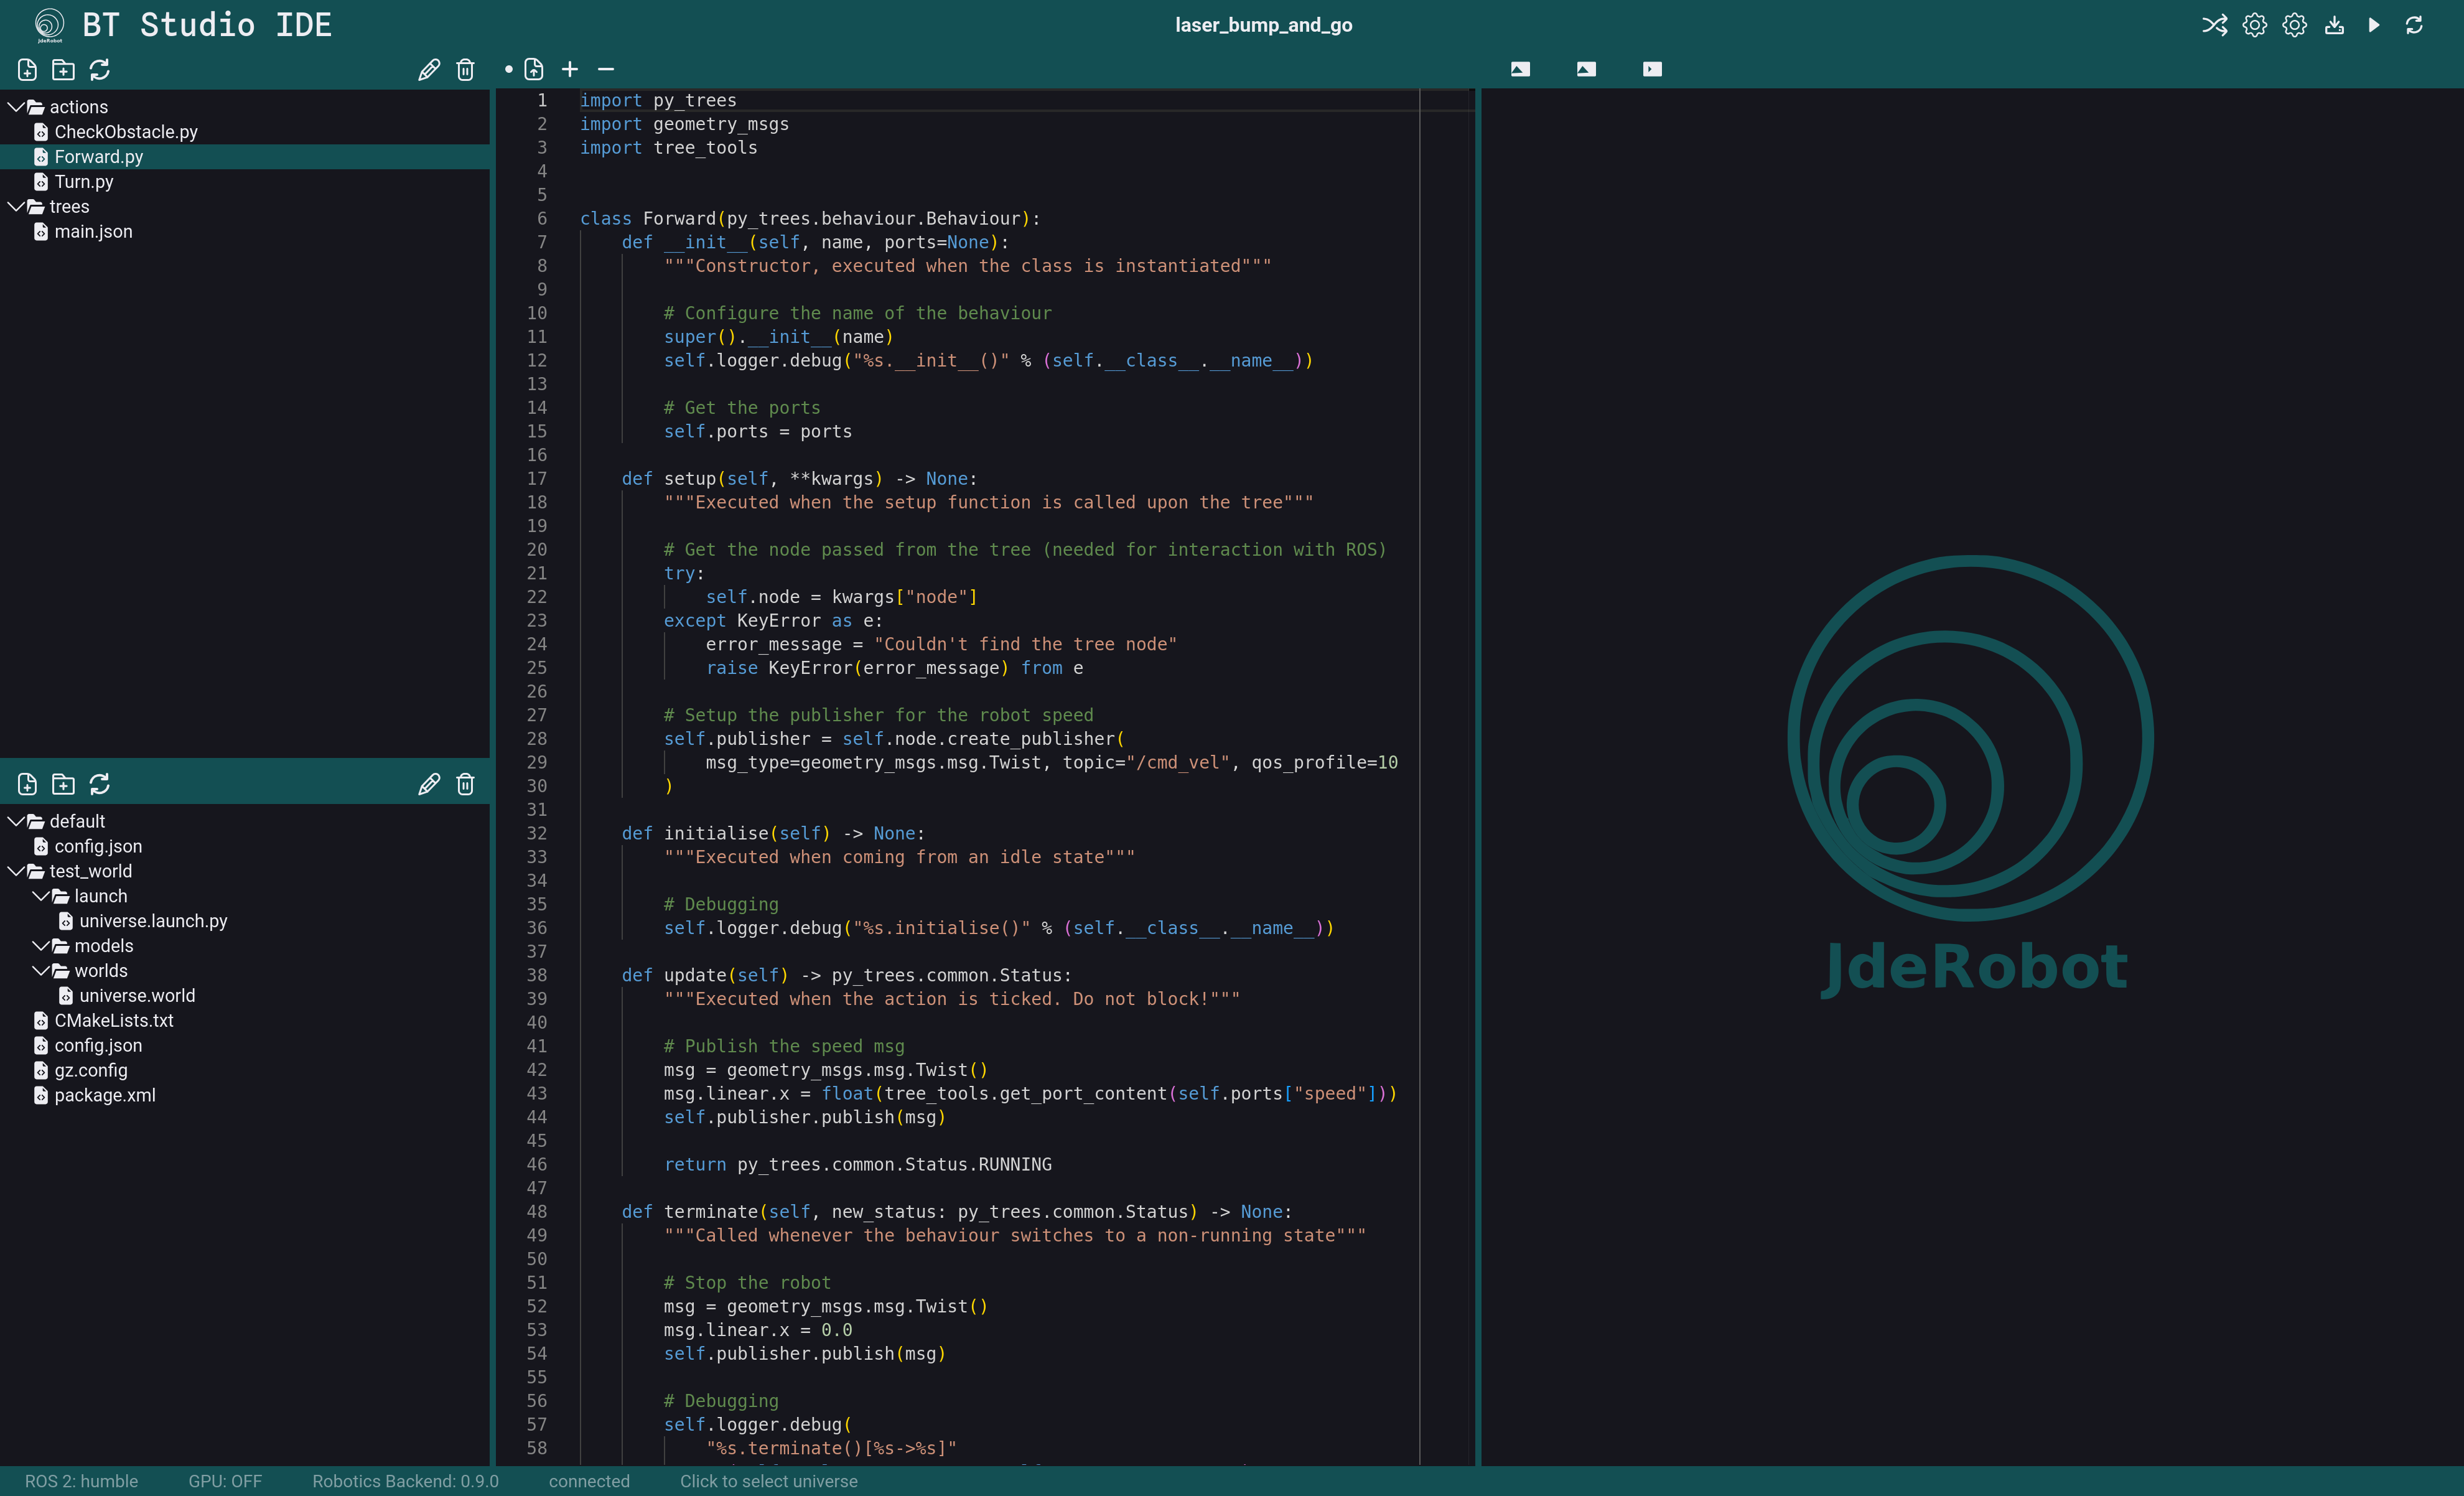 BT Studio IDE
laser_bump_and_go
actions
CheckObstacle.py
Forward.py
Turn.py
trees
main.json
default
config.json
test_world
launch
universe.launch.py
models
worlds
universe.world
CMakeLists.txt
config.json
gz.config
package.xml
1 import py_trees
2 import geometry_msgs
3 import tree_tools
4
5
6 class Forward(py_trees.behaviour.Behaviour):
7     def __init__(self, name, ports=None):
8         """Constructor, executed when the class is instantiated"""
9
10         # Configure the name of the behaviour
11         super().__init__(name)
12         self.logger.debug("%s.__init__()" % (self.__class__.__name__))
13
14         # Get the ports
15         self.ports = ports
16
17     def setup(self, **kwargs) -> None:
18         """Executed when the setup function is called upon the tree"""
19
20         # Get the node passed from the tree (needed for interaction with ROS)
21         try:
22             self.node = kwargs["node"]
23         except KeyError as e:
24             error_message = "Couldn't find the tree node"
25             raise KeyError(error_message) from e
26
27         # Setup the publisher for the robot speed
28         self.publisher = self.node.create_publisher(
29             msg_type=geometry_msgs.msg.Twist, topic="/cmd_vel", qos_profile=10
30         )
31
32     def initialise(self) -> None:
33         """Executed when coming from an idle state"""
34
35         # Debugging
36         self.logger.debug("%s.initialise()" % (self.__class__.__name__))
37
38     def update(self) -> py_trees.common.Status:
39         """Executed when the action is ticked. Do not block!"""
40
41         # Publish the speed msg
42         msg = geometry_msgs.msg.Twist()
43         msg.linear.x = float(tree_tools.get_port_content(self.ports["speed"]))
44         self.publisher.publish(msg)
45
46         return py_trees.common.Status.RUNNING
47
48     def terminate(self, new_status: py_trees.common.Status) -> None:
49         """Called whenever the behaviour switches to a non-running state"""
50
51         # Stop the robot
52         msg = geometry_msgs.msg.Twist()
53         msg.linear.x = 0.0
54         self.publisher.publish(msg)
55
56         # Debugging
57         self.logger.debug(
58             "%s.terminate()[%s->%s]"
JdeRobot
ROS 2: humble
GPU: OFF
Robotics Backend: 0.9.0
connected
Click to select universe